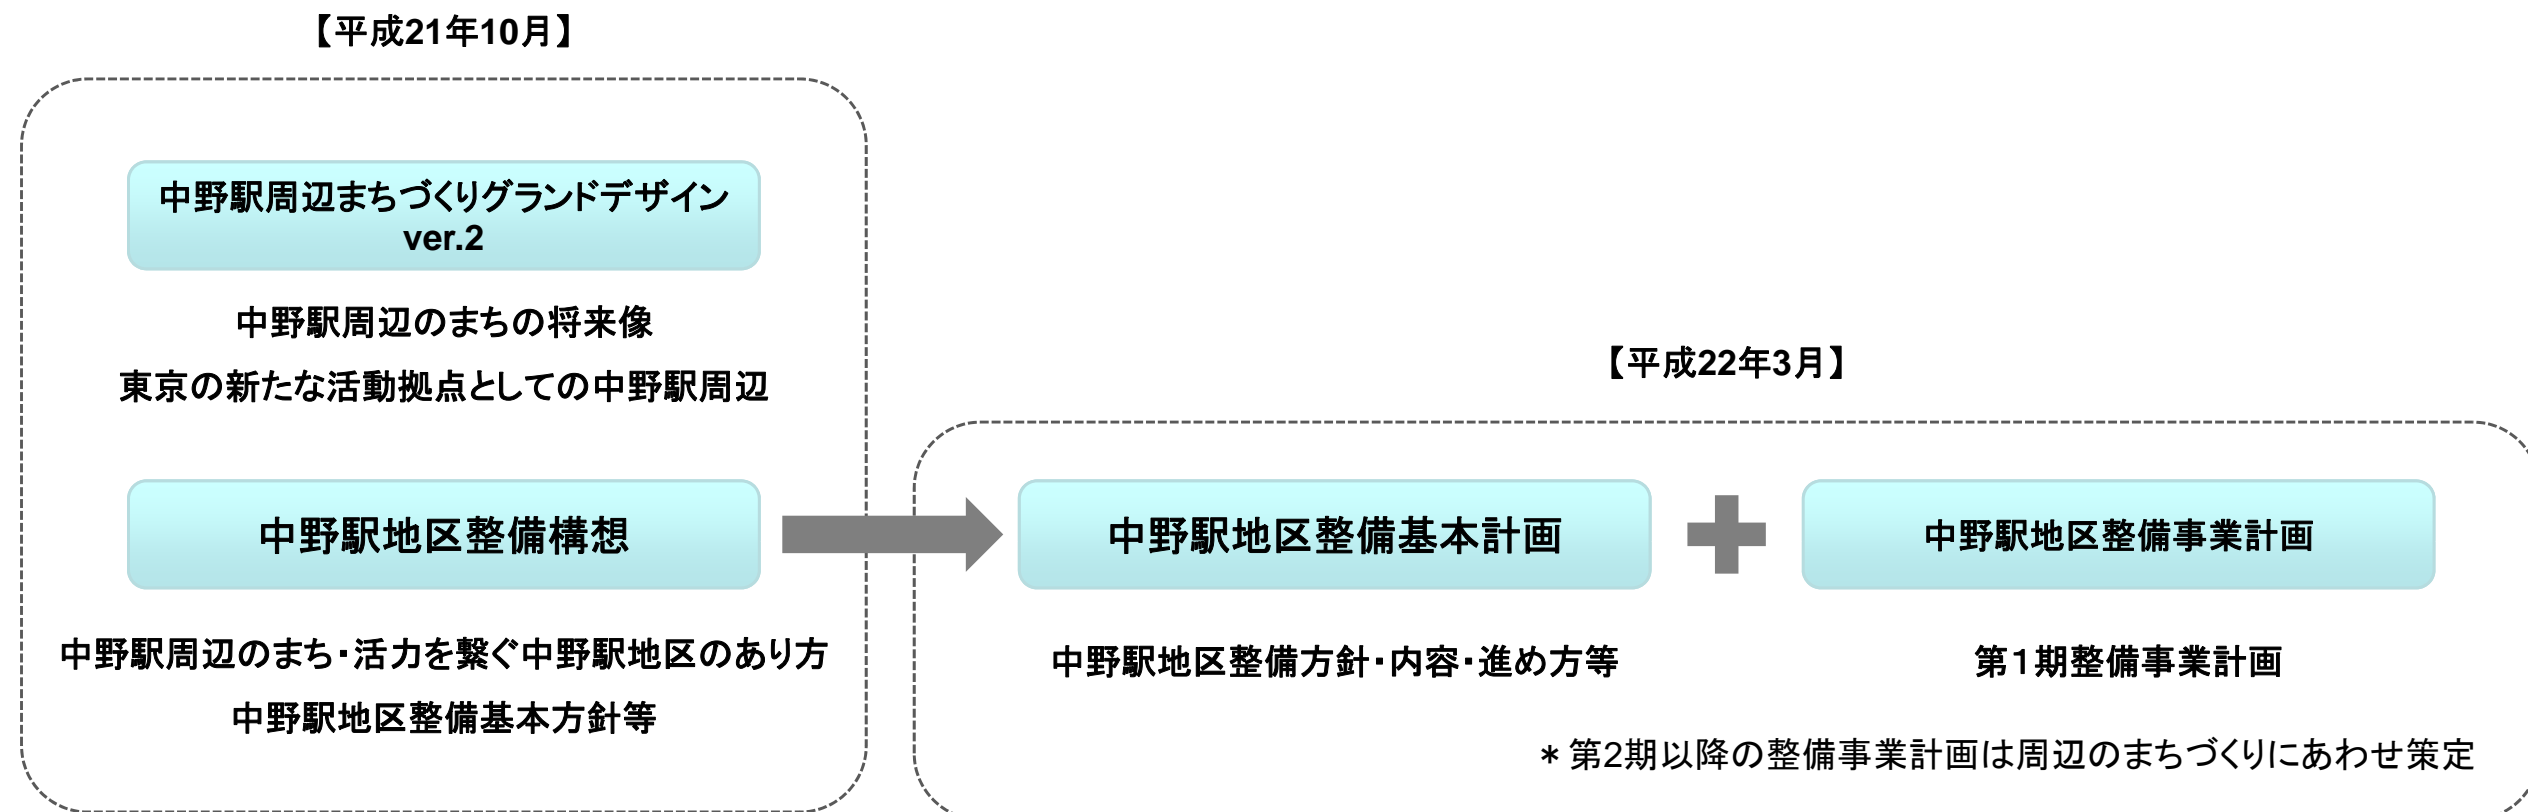 【平成21年10月】
中野駅周辺まちづくりグランドデザイン
ver.2
中野駅周辺のまちの将来像
東京の新たな活動拠点としての中野駅周辺
中野駅地区整備構想
中野駅周辺のまち・活力を繋ぐ中野駅地区のあり方
中野駅地区整備基本方針等
【平成22年3月】
中野駅地区整備基本計画
中野駅地区整備方針・内容・進め方等
中野駅地区整備事業計画
第1期整備事業計画
＊第2期以降の整備事業計画は周辺のまちづくりにあわせ策定